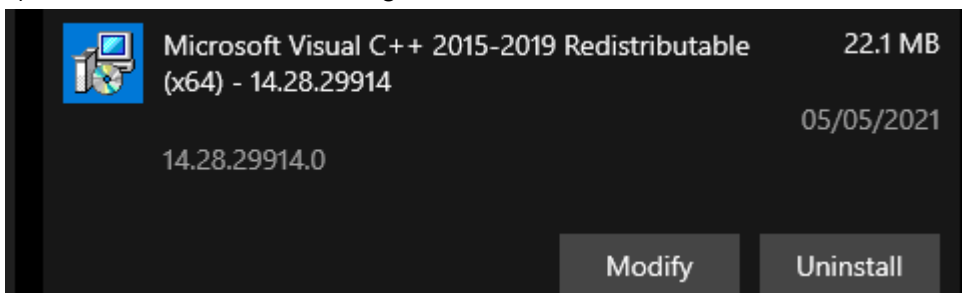 Microsoft Visual C++ 2015-2019 Redistributable 22.1 MB
(x64) - 14.28.29914
05/05/2021
14.28.29914.0
Modify Uninstall